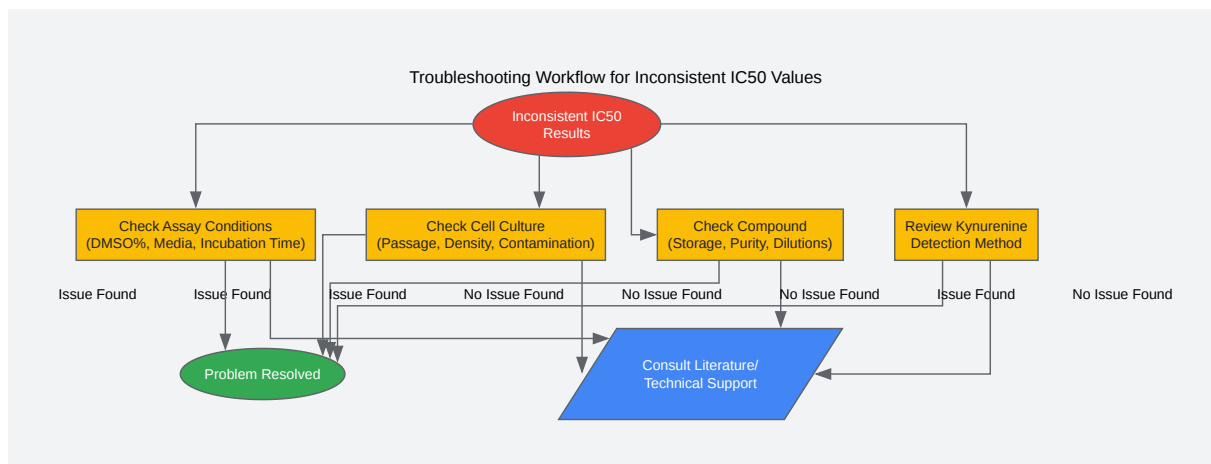 Troubleshooting Workflow for Inconsistent IC50 Values
Inconsistent IC50
Results
Check Assay Conditions
(DMSO%, Media, Incubation Time)
Check Cell Culture
(Passage, Density, Contamination)
Check Compound
(Storage, Purity, Dilutions)
Review Kynurenine
Detection Method
Issue Found
Issue Found
Issue Found
No Issue Found
No Issue Found
No Issue Found
Issue Found
No Issue Found
Problem Resolved
Consult Literature/
Technical Support